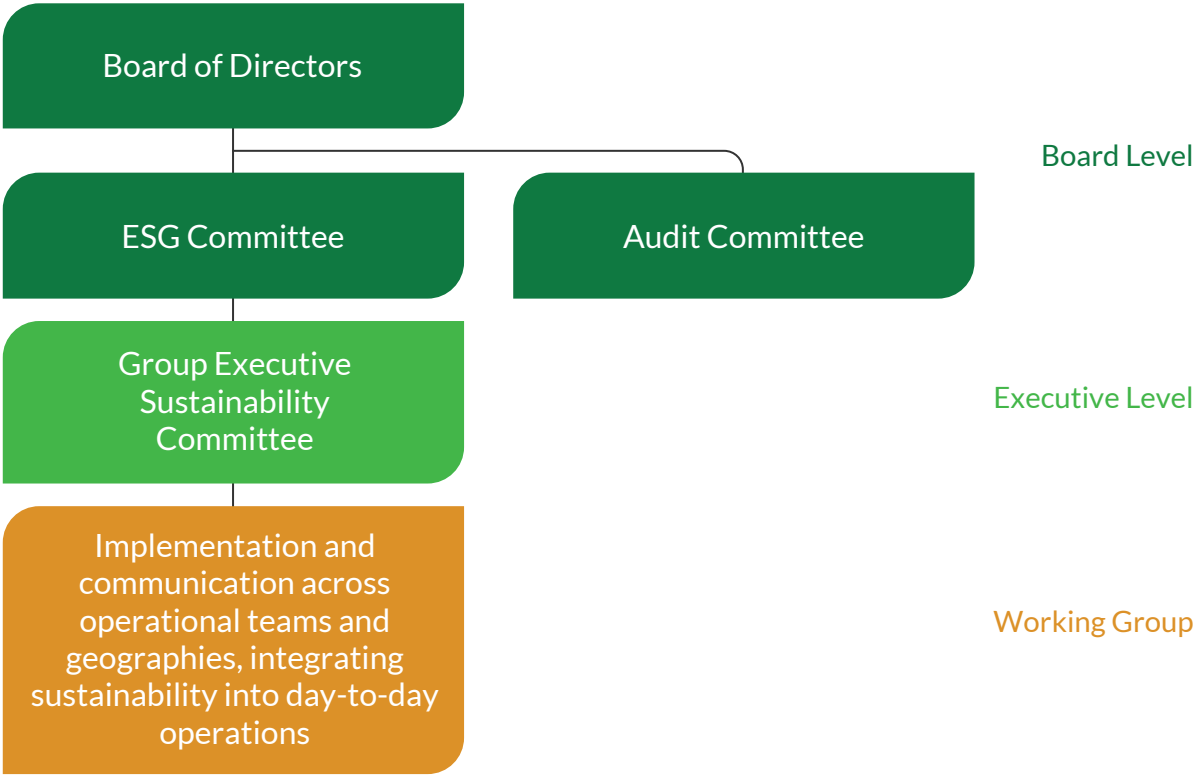 Board of Directors
Board Level
ESG Committee
Audit Committee
Group Executive
Sustainability
Committee
Executive Level
Implementation and
communication across
operational teams and
geographies, integrating
sustainability into day-to-day
operations
Working Group